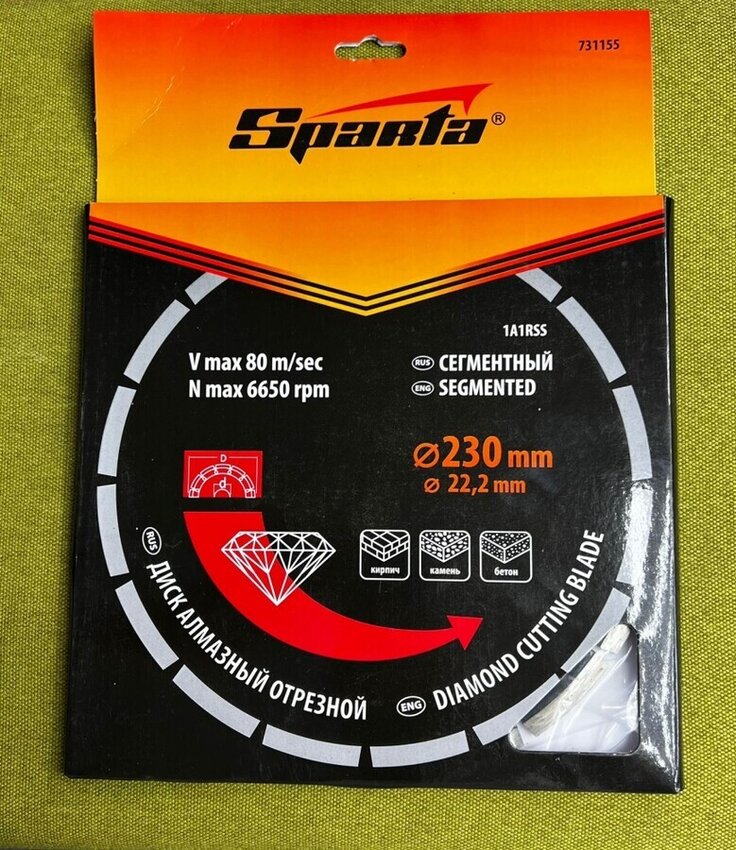 731155
Sparta®
1A1RSS
V max 80 m/sec
N max 6650 rpm
RUS СЕГМЕНТНЫЙ
ENG SEGMENTED
⌀230 mm
⌀ 22,2 mm
D
d
кирпич
камень
бетон
RUS ДИСК АЛМАЗНЫЙ ОТРЕЗНОЙ
ENG DIAMOND CUTTING BLADE